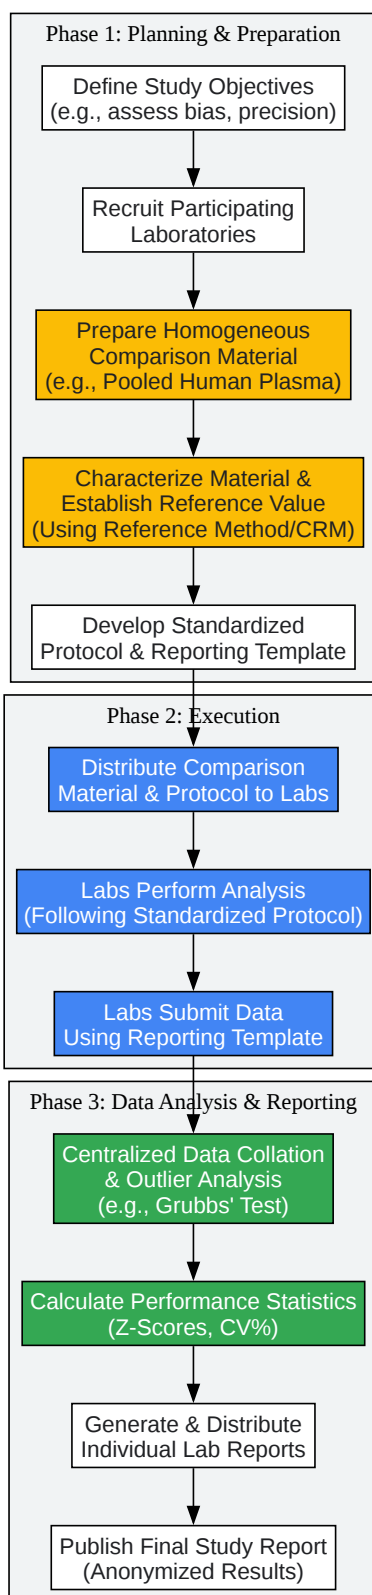 Phase 1: Planning & Preparation
Define Study Objectives
(e.g., assess bias, precision)
Recruit Participating
Laboratories
Prepare Homogeneous
Comparison Material
(e.g., Pooled Human Plasma)
Characterize Material &
Establish Reference Value
(Using Reference Method/CRM)
Develop Standardized
Protocol & Reporting Template
Phase 2: Execution
Distribute Comparison
Material & Protocol to Labs
Labs Perform Analysis
(Following Standardized Protocol)
Labs Submit Data
Using Reporting Template
Phase 3: Data Analysis & Reporting
Centralized Data Collation
& Outlier Analysis
(e.g., Grubbs' Test)
Calculate Performance Statistics
(Z-Scores, CV%)
Generate & Distribute
Individual Lab Reports
Publish Final Study Report
(Anonymized Results)